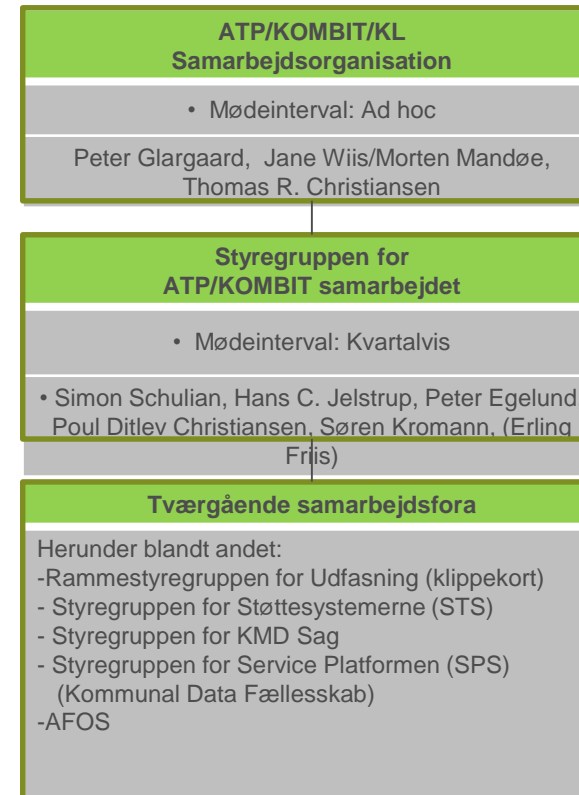 ATP/KOMBIT/KL
Samarbejdsorganisation
• Mødeinterval: Ad hoc
Peter Glargaard, Jane Wiis/Morten Mandøe,
Thomas R. Christiansen
Styregruppen for
ATP/KOMBIT samarbejdet
• Mødeinterval: Kvartalvis
• Simon Schulian, Hans C. Jelstrup, Peter Egelund
Poul Ditlev Christiansen, Søren Kromann, (Erling
Friis)
Tværgående samarbejdsfora
Herunder blandt andet:
-Rammestyregruppen for Udfasning (klippekort)
- Styregruppen for Støttesystemerne (STS)
- Styregruppen for KMD Sag
- Styregruppen for Service Platformen (SPS)
(Kommunal Data Fællesskab)
-AFOS